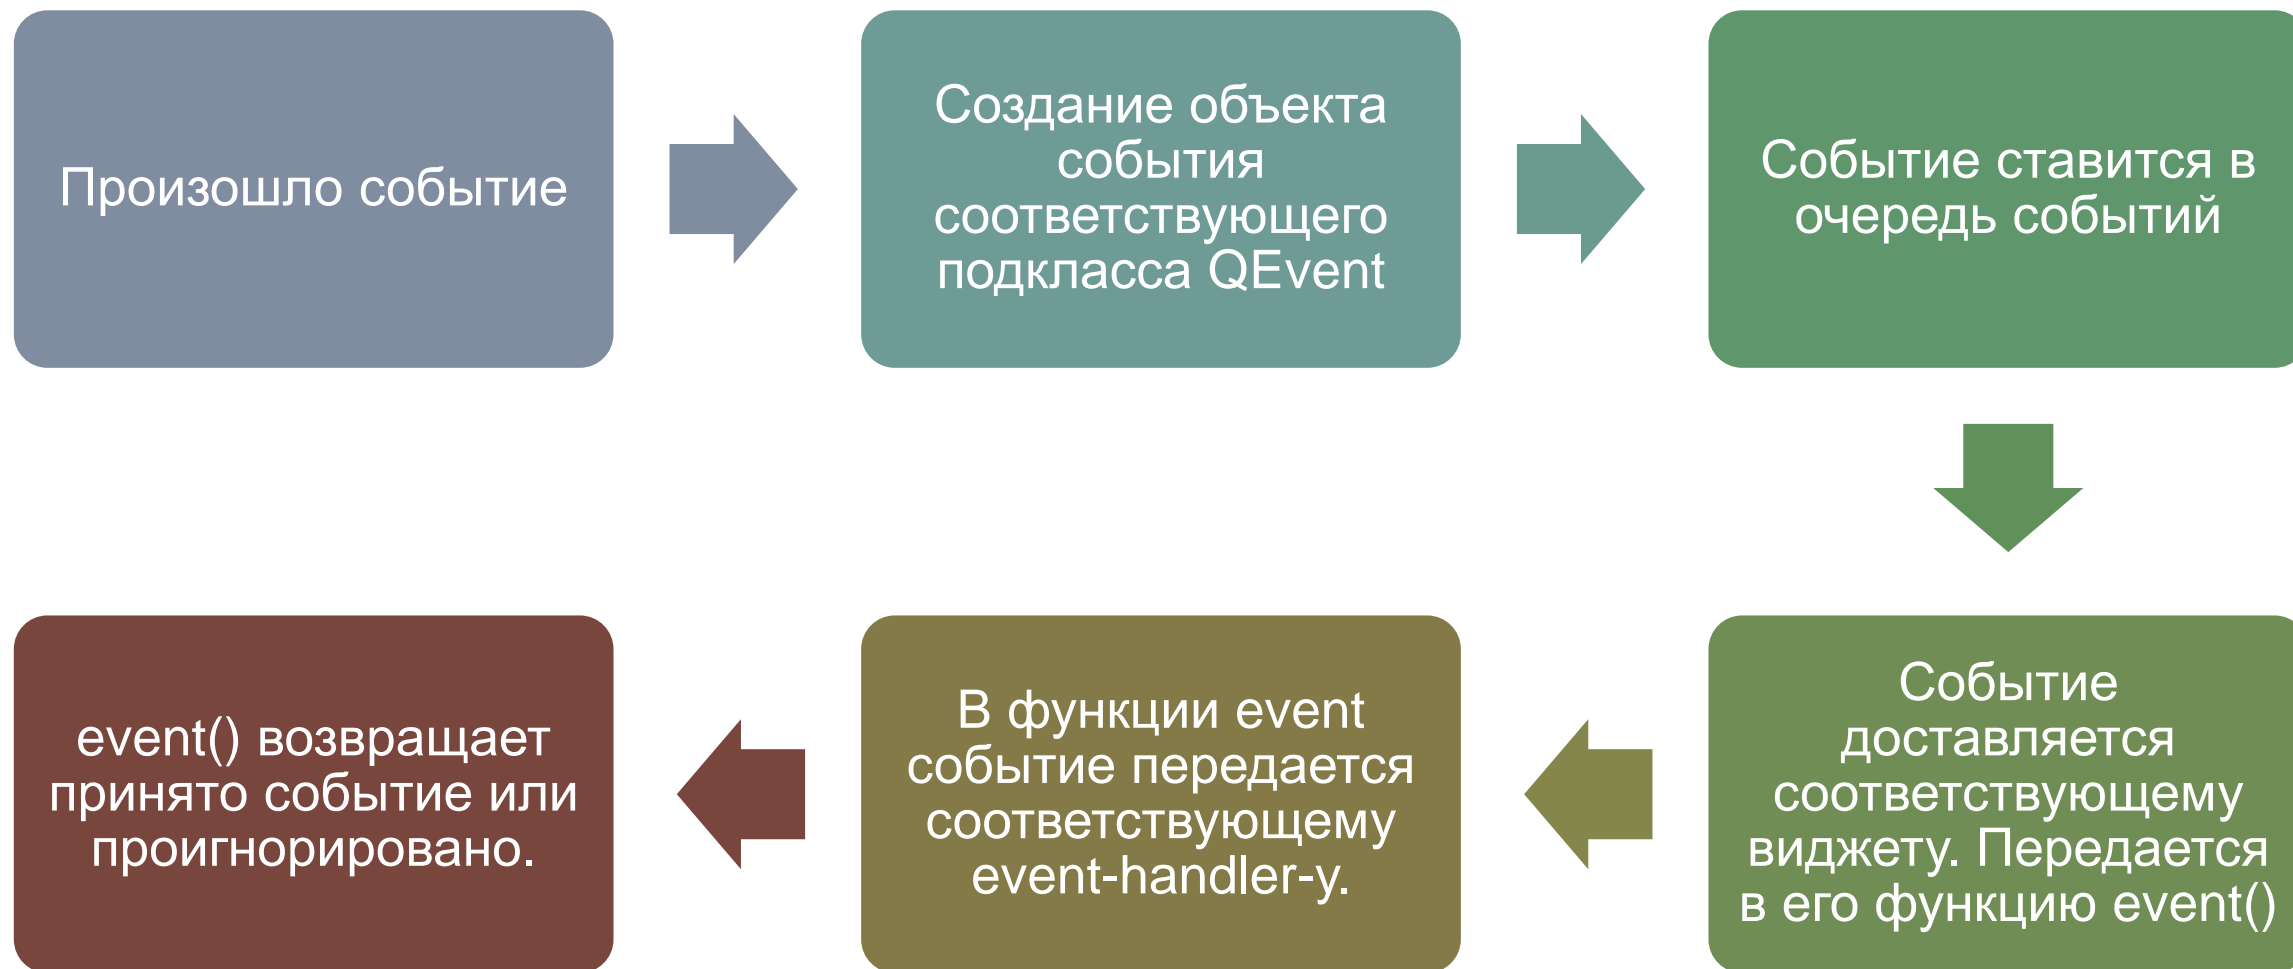 Произошло событие
Создание объекта
события
соответствующего
подкласса QEvent
Событие ставится в
очередь событий
Событие
доставляется
соответствующему
виджету. Передается
в его функцию event()
В функции event
событие передается
соответствующему
event-handler-у.
event() возвращает
принято событие или
проигнорировано.